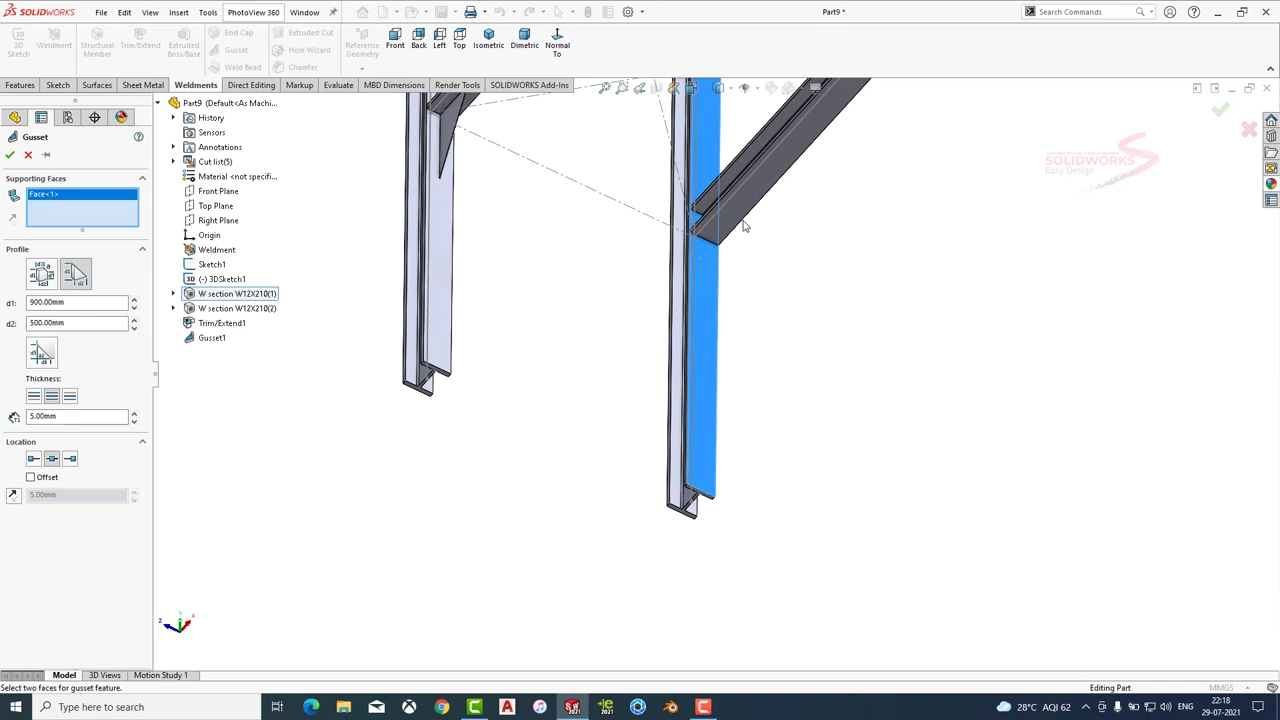 SOLIDWORKS File Edit View Insert Tools PhotoView 360 Window Part9 * Search Commands
3D Sketch Weldment Structural Member Trim/Extend Extruded Boss/Base End Cap Gusset Weld Bead Extruded Cut Hole Wizard Chamfer Reference Geometry Front Back Left Top Isometric Dimetric Normal To
Features Sketch Surfaces Sheet Metal Weldments Direct Editing Markup Evaluate MBD Dimensions Render Tools SOLIDWORKS Add-Ins
Gusset
Supporting Faces
Face<1>
Profile
d1: 900.00mm
d2: 500.00mm
Thickness:
5.00mm
Location
Offset
5.00mm
Part9 (Default<As Machi...
History
Sensors
Annotations
Cut list(5)
Material <not specifi...
Front Plane
Top Plane
Right Plane
Origin
Weldment
Sketch1
3D (-) 3DSketch1
W section W12X210(1)
W section W12X210(2)
Trim/Extend1
Gusset1
SOLIDWORKS
Easy Design
Model 3D Views Motion Study 1
Select two faces for gusset feature. Editing Part MMGS
Type here to search 28°C AQI 62 ENG 22:18
29-07-2021